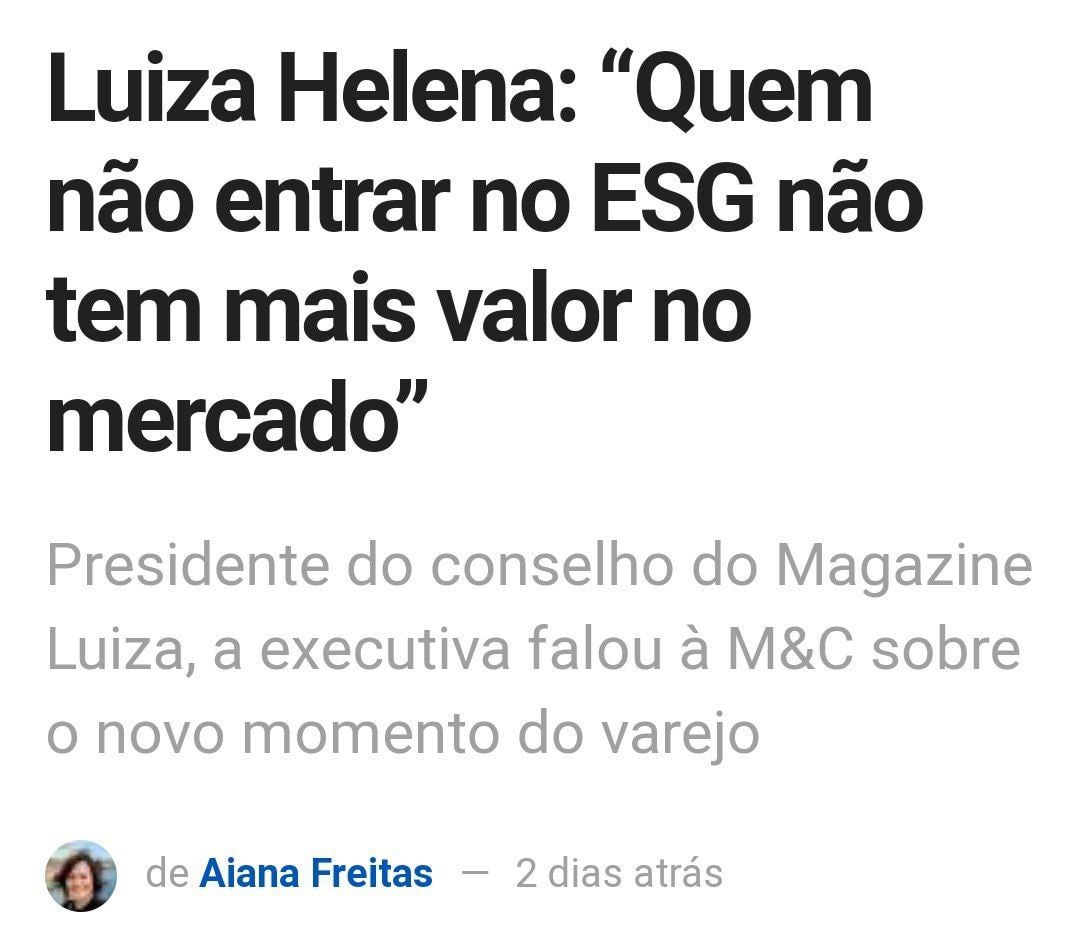 Luiza Helena: “Quem
não entrar no ESG não
tem mais valor no
mercado”
Presidente do conselho do Magazine
Luiza, a executiva falou à M&C sobre
o novo momento do varejo
de Aiana Freitas — 2 dias atrás